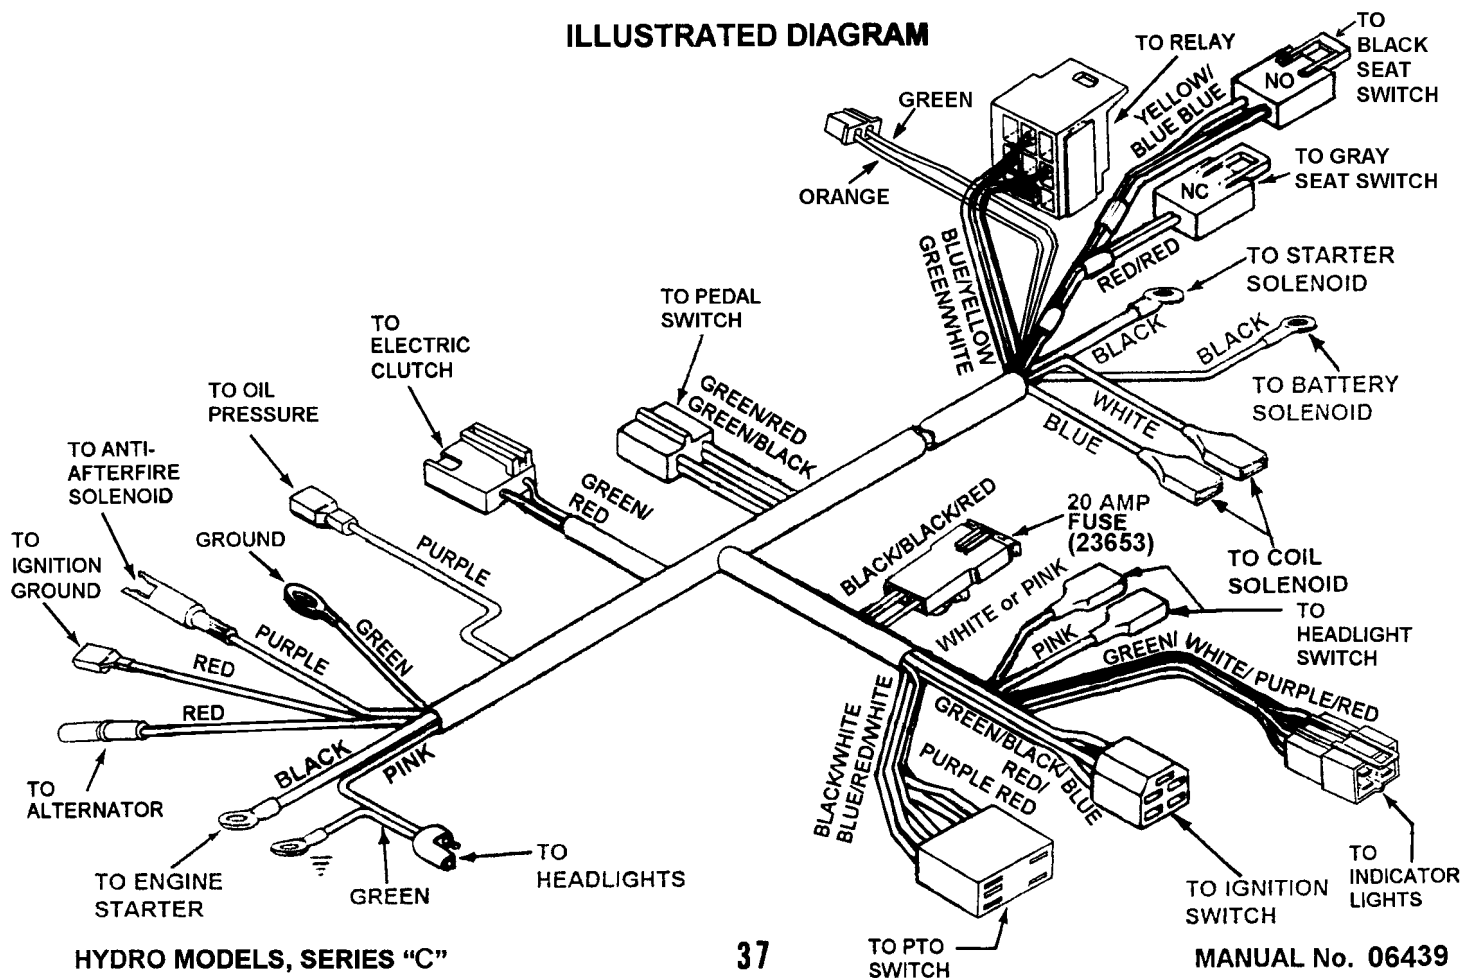 ILLUSTRATED DIAGRAM
TO
BLACK
SEAT
SWITCH
TO RELAY
NO
YELLOW/
BLUE BLUE
GREEN
ORANGE
TO GRAY
SEAT SWITCH
NC
RED/RED
BLUE/YELLOW
GREEN/WHITE
TO STARTER
SOLENOID
BLACK
BLACK
TO BATTERY
SOLENOID
WHITE
BLUE
TO COIL
SOLENOID
TO PEDAL
SWITCH
GREEN/RED
GREEN/BLACK
TO
ELECTRIC
CLUTCH
GREEN/
RED
TO OIL
PRESSURE
PURPLE
TO ANTI-
AFTERFIRE
SOLENOID
PURPLE
GROUND
GREEN
TO
IGNITION
GROUND
RED
RED
TO
ALTERNATOR
BLACK
PINK
TO ENGINE
STARTER
GREEN
TO
HEADLIGHTS
20 AMP
FUSE
(23653)
BLACK/BLACK/RED
WHITE or PINK
PINK
TO
HEADLIGHT
SWITCH
GREEN/ WHITE/ PURPLE/RED
TO
INDICATOR
LIGHTS
GREEN/BLACK/BLUE
RED/
PURPLE RED
BLACK/WHITE
BLUE/RED/WHITE
TO IGNITION
SWITCH
TO PTO
SWITCH
HYDRO MODELS, SERIES “C”
37
MANUAL No. 06439